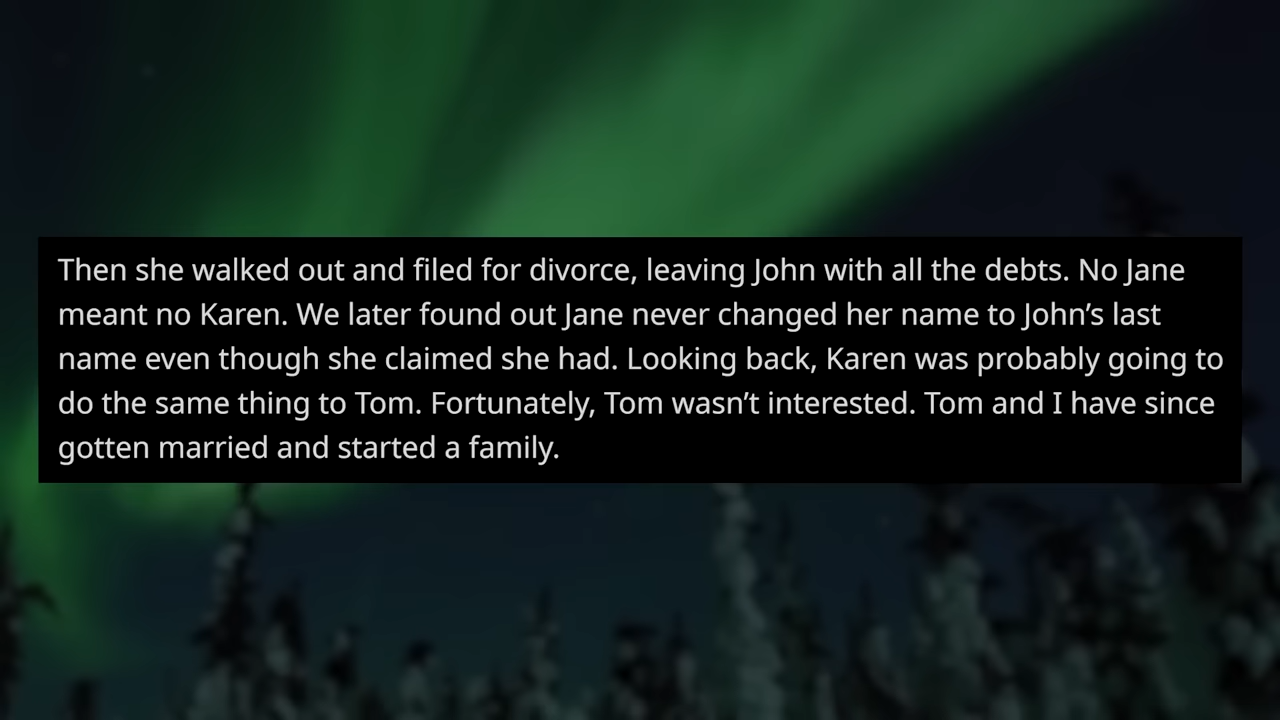 Then she walked out and filed for divorce, leaving John with all the debts. No Jane
meant no Karen. We later found out Jane never changed her name to John’s last
name even though she claimed she had. Looking back, Karen was probably going to
do the same thing to Tom. Fortunately, Tom wasn’t interested. Tom and I have since
gotten married and started a family.